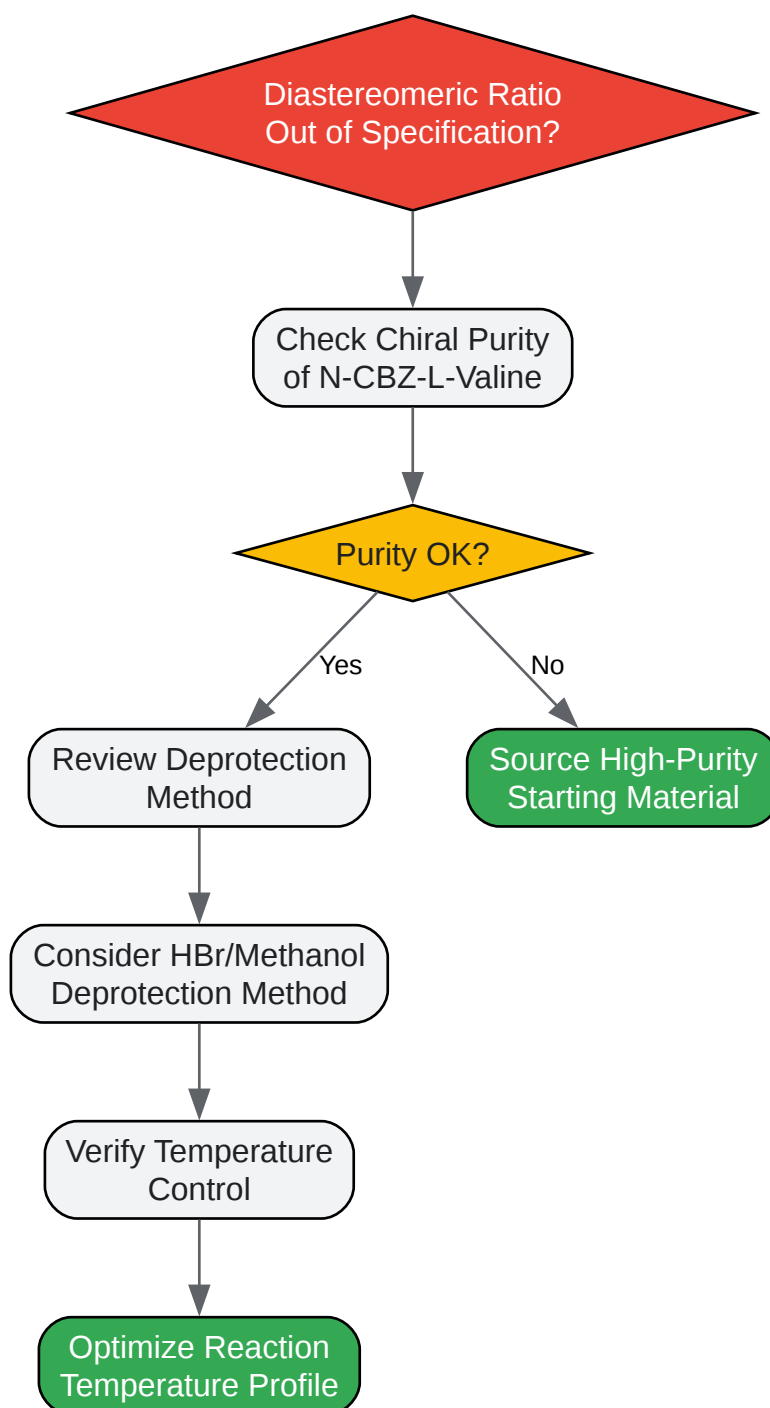 Diastereomeric Ratio
Out of Specification?
Check Chiral Purity
of N-CBZ-L-Valine
Purity OK?
Yes
No
Review Deprotection
Method
Source High-Purity
Starting Material
Consider HBr/Methanol
Deprotection Method
Verify Temperature
Control
Optimize Reaction
Temperature Profile